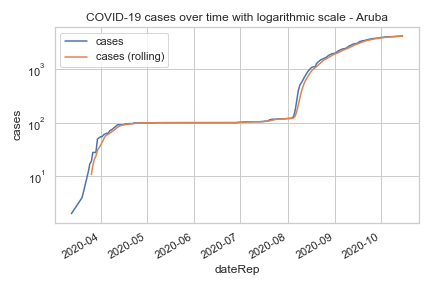 COVID-19 cases over time with logarithmic scale - Aruba
cases
cases (rolling)
10³
10²
10¹
cases
2020-04
2020-05
2020-06
2020-07
2020-08
2020-09
2020-10
dateRep